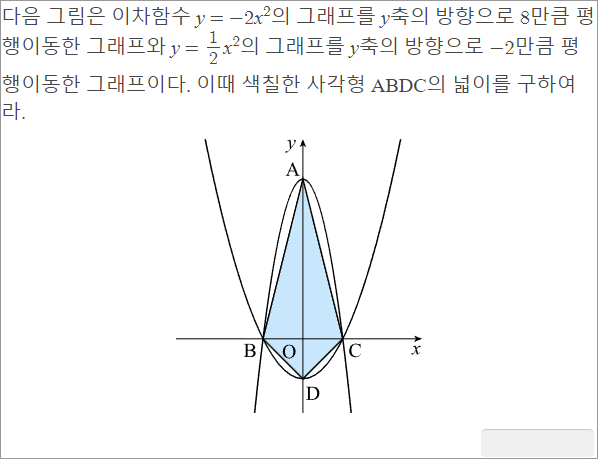 다음 그림은 이차함수 y = −2x²의 그래프를 y축의 방향으로 8만큼 평
행이동한 그래프와 y = 1/2 x²의 그래프를 y축의 방향으로 −2만큼 평
행이동한 그래프이다. 이때 색칠한 사각형 ABDC의 넓이를 구하여
라.
y
A
B O C x
D